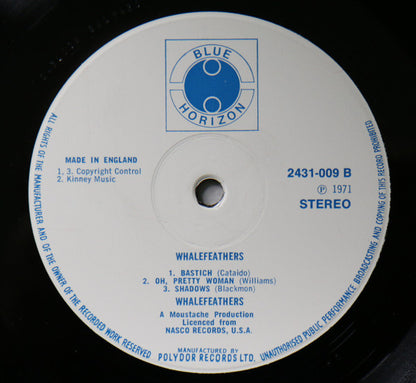 BLUE
HORIZON
MADE IN ENGLAND
1. 3. Copyright Control
2. Kinney Music
2431-009 B
Ⓟ 1971
STEREO
WHALEFEATHERS
1. BASTICH (Cataido)
2. OH, PRETTY WOMAN (Williams)
3. SHADOWS (Blackmon)
WHALEFEATHERS
A Moustache Production
Licenced from
NASCO RECORDS, U.S.A.
MANUFACTURED BY
POLYDOR RECORDS LTD.
ALL RIGHTS OF THE MANUFACTURER AND OF THE OWNER OF THE RECORDED WORK RESERVED. UNAUTHORISED PUBLIC PERFORMANCE BROADCASTING AND COPYING OF THIS RECORD PROHIBITED.